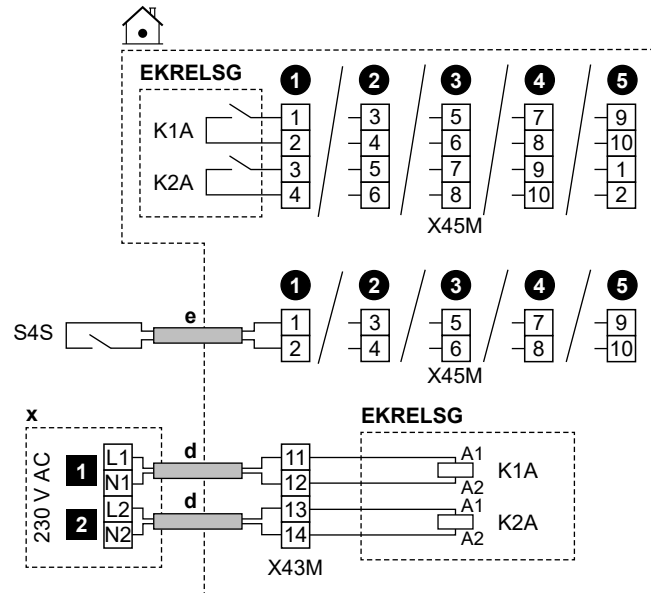 EKRELSG 1 2 3 4 5
K1A 1 3 5 7 9
2 4 6 8 10
K2A 3 5 7 9 1
4 6 8 10 2
X45M
1 2 3 4 5
S4S e 1 3 5 7 9
2 4 6 8 10
X45M
x EKRELSG
230 V AC
1 L1 d 11 A1 K1A
N1 12 A2
2 L2 d 13 A1 K2A
N2 14 A2
X43M